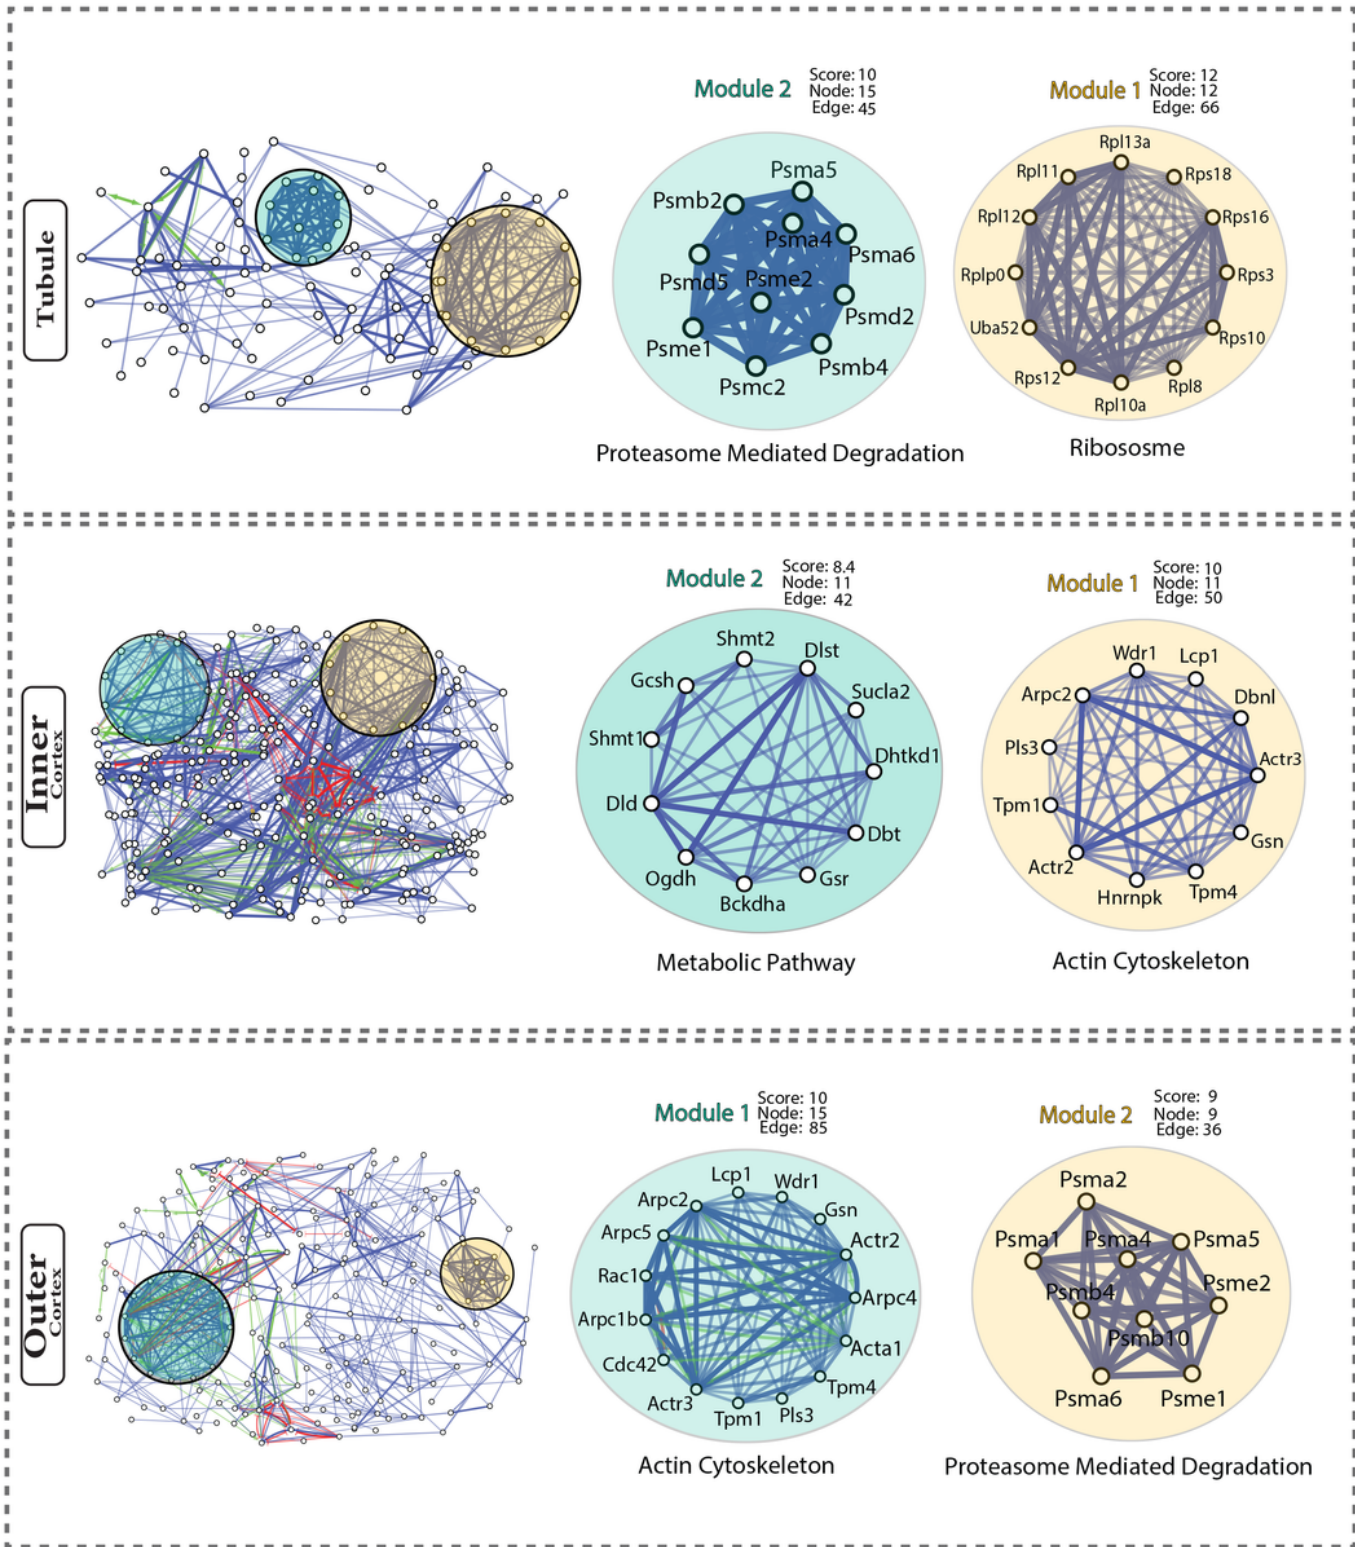 Tubule
Module 2
Score: 10
Node: 15
Edge: 45
Psma5
Psmb2
Psma4
Psma6
Psmd5
Psme2
Psmd2
Psme1
Psmb4
Psmc2
Proteasome Mediated Degradation
Module 1
Score: 12
Node: 12
Edge: 66
Rpl13a
Rpl11
Rps18
Rpl12
Rps16
Rplp0
Rps3
Uba52
Rps10
Rps12
Rpl8
Rpl10a
Ribososme
Inner
Cortex
Module 2
Score: 8.4
Node: 11
Edge: 42
Shmt2
Dlst
Gcsh
Sucla2
Shmt1
Dhtkd1
Dld
Dbt
Ogdh
Gsr
Bckdha
Metabolic Pathway
Module 1
Score: 10
Node: 11
Edge: 50
Wdr1
Lcp1
Arpc2
Dbnl
Pls3
Actr3
Tpm1
Gsn
Actr2
Tpm4
Hnrnpk
Actin Cytoskeleton
Outer
Cortex
Module 1
Score: 10
Node: 15
Edge: 85
Lcp1
Wdr1
Arpc2
Gsn
Arpc5
Actr2
Rac1
Arpc4
Arpc1b
Acta1
Cdc42
Tpm4
Actr3
Tpm1
Pls3
Actin Cytoskeleton
Module 2
Score: 9
Node: 9
Edge: 36
Psma2
Psma1
Psma4
Psma5
Psmb4
Psme2
Psmb10
Psma6
Psme1
Proteasome Mediated Degradation